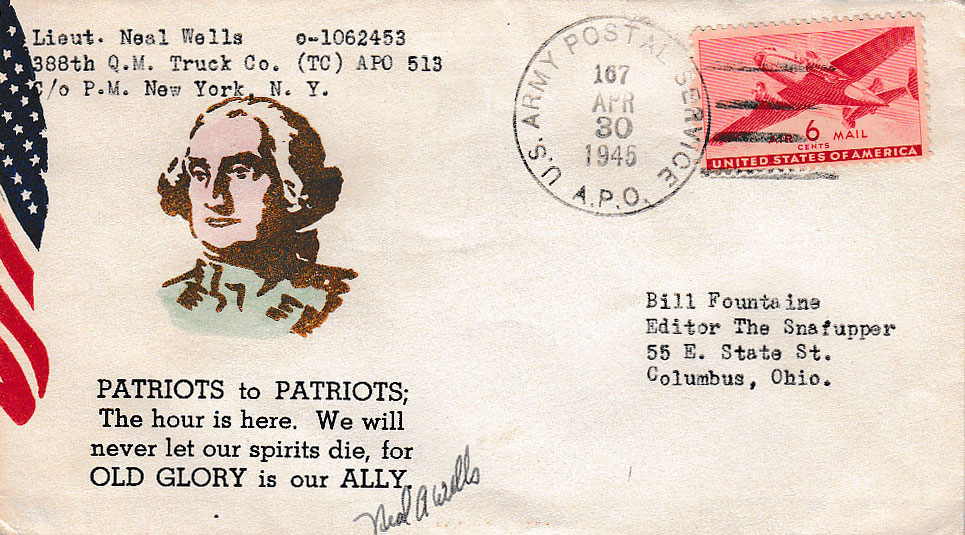 Lieut. Neal Wells o-1062453
388th Q.M. Truck Co. (TC) APO 513
C/o P.M. New York, N. Y.
U.S. ARMY POSTAL SERVICE
167
APR
30
1945
A.P.O.
AIR 6 MAIL
CENTS
UNITED STATES OF AMERICA
Bill Fountaine
Editor The Snafupper
55 E. State St.
Columbus, Ohio.
PATRIOTS to PATRIOTS;
The hour is here. We will
never let our spirits die, for
OLD GLORY is our ALLY.
Neal A Wells